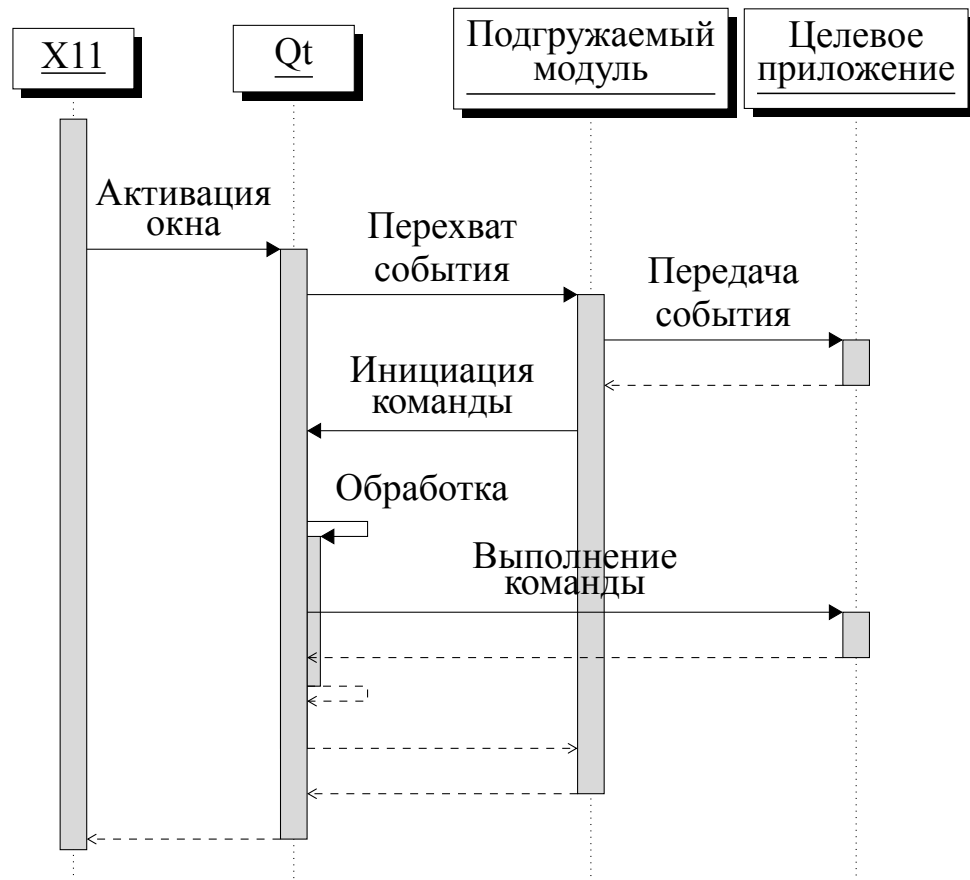 X11
Qt
Подгружаемый
модуль
Целевое
приложение
Активация
окна
Перехват
события
Передача
события
Инициация
команды
Обработка
Выполнение
команды